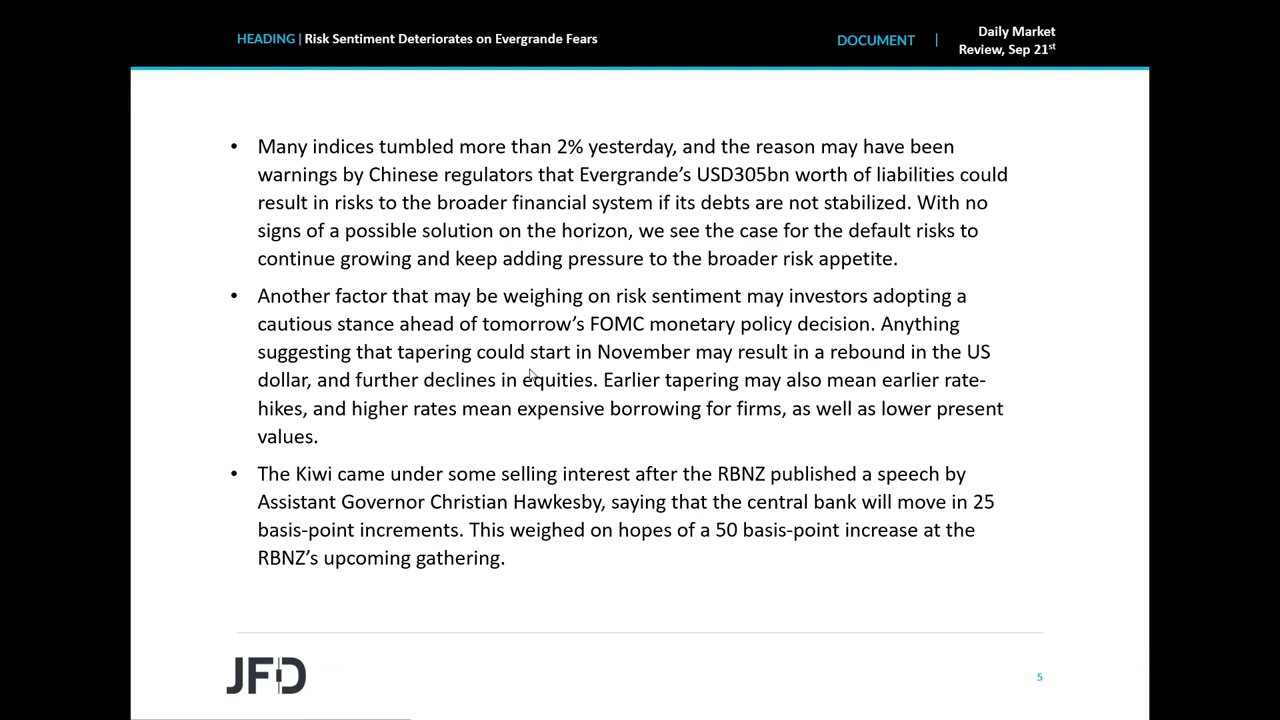 HEADING | Risk Sentiment Deteriorates on Evergrande Fears
DOCUMENT |
Daily Market
Review, Sep 21st
• Many indices tumbled more than 2% yesterday, and the reason may have been
warnings by Chinese regulators that Evergrande’s USD305bn worth of liabilities could
result in risks to the broader financial system if its debts are not stabilized. With no
signs of a possible solution on the horizon, we see the case for the default risks to
continue growing and keep adding pressure to the broader risk appetite.
• Another factor that may be weighing on risk sentiment may investors adopting a
cautious stance ahead of tomorrow’s FOMC monetary policy decision. Anything
suggesting that tapering could start in November may result in a rebound in the US
dollar, and further declines in equities. Earlier tapering may also mean earlier rate-
hikes, and higher rates mean expensive borrowing for firms, as well as lower present
values.
• The Kiwi came under some selling interest after the RBNZ published a speech by
Assistant Governor Christian Hawkesby, saying that the central bank will move in 25
basis-point increments. This weighed on hopes of a 50 basis-point increase at the
RBNZ’s upcoming gathering.
JFD
5